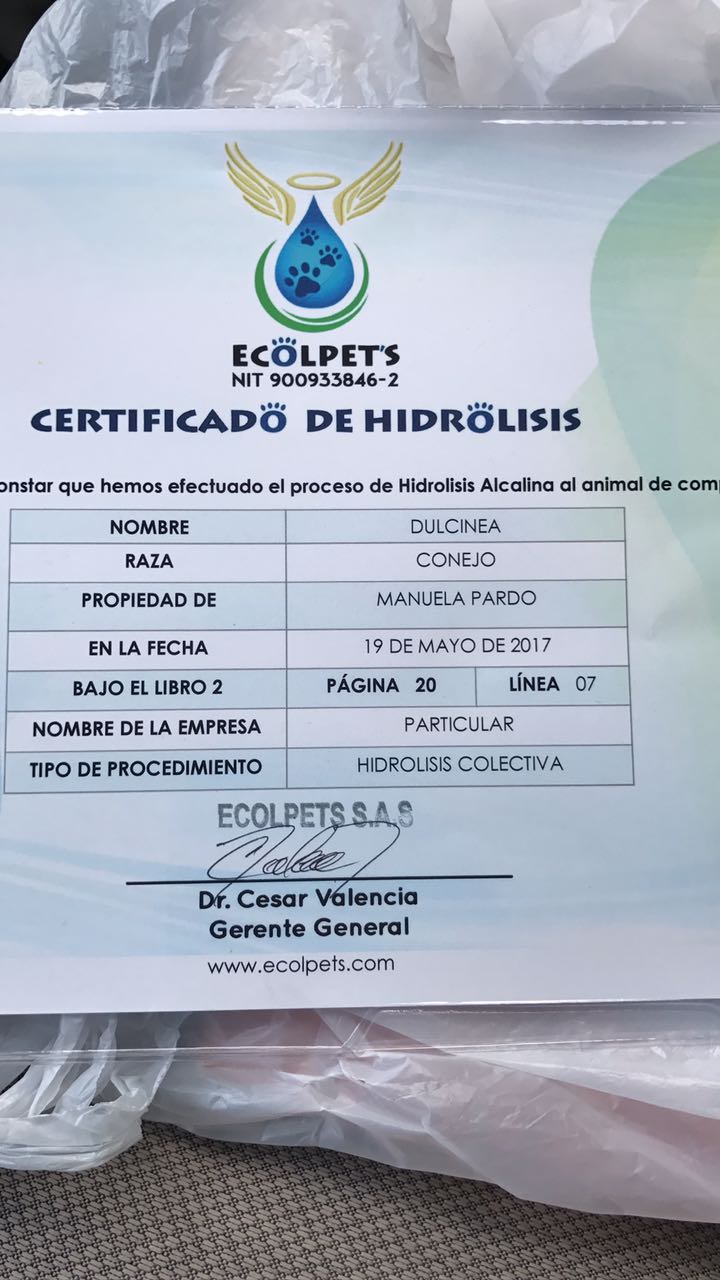 ECOLPET'S
NIT 900933846-2
CERTIFICADO DE HIDROLISIS
onstar que hemos efectuado el proceso de Hidrolisis Alcalina al animal de com
NOMBRE DULCINEA
RAZA CONEJO
PROPIEDAD DE MANUELA PARDO
EN LA FECHA 19 DE MAYO DE 2017
BAJO EL LIBRO 2 PÁGINA 20 LÍNEA 07
NOMBRE DE LA EMPRESA PARTICULAR
TIPO DE PROCEDIMIENTO HIDROLISIS COLECTIVA
ECOLPETS S.A.S
Dr. Cesar Valencia
Gerente General
www.ecolpets.com